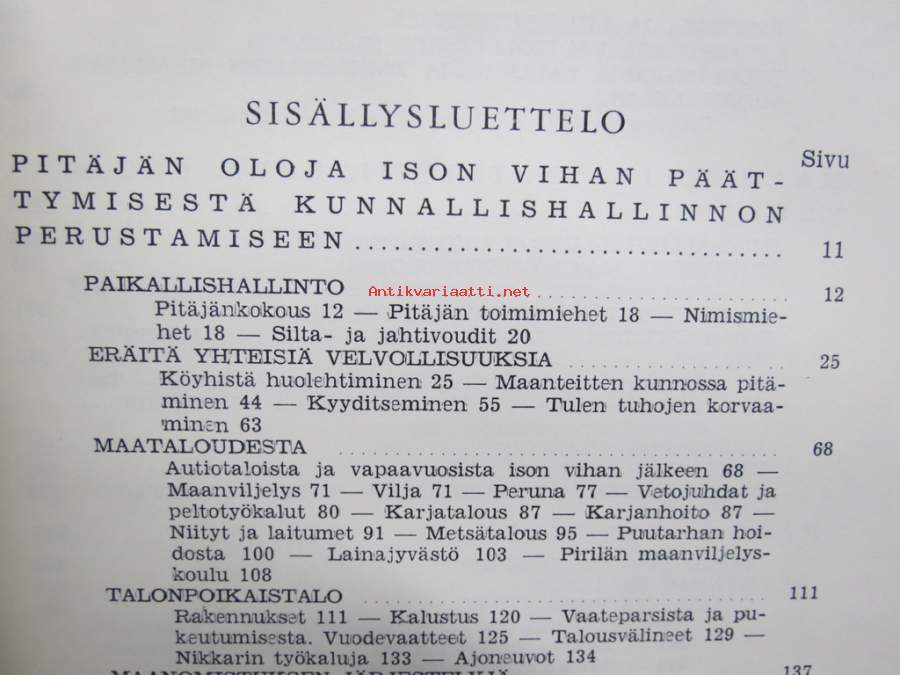 SISÄLLYSLUETTELO
Sivu
PITÄJÄN OLOJA ISON VIHAN PÄÄT-
TYMISESTÄ KUNNALLISHALLINNON
PERUSTAMISEEN ........................................ 11
PAIKALLISHALLINTO ........................................ 12
Antikvariaatti.net
Pitäjänkokous 12 — Pitäjän toimimiehet 18 — Nimismie-
het 18 — Silta- ja jahtivoudit 20
ERÄITÄ YHTEISIÄ VELVOLLISUUKSIA .................... 25
Köyhistä huolehtiminen 25 — Maanteitten kunnossa pitä-
minen 44 — Kyyditseminen 55 — Tulen tuhojen korvaa-
minen 63
MAATALOUDESTA ........................................ 68
Autiotaloista ja vapaavuosista ison vihan jälkeen 68 —
Maanviljelys 71 — Vilja 71 — Peruna 77 — Vetojuhdat ja
peltotyökalut 80 — Karjatalous 87 — Karjanhoito 87 —
Niityt ja laitumet 91 — Metsätalous 95 — Puutarhan hoi-
dosta 100 — Lainajyvästö 103 — Pirilän maanviljelys-
koulu 108
TALONPOIKAISTALO ........................................ 111
Rakennukset 111 — Kalustus 120 — Vaateparsista ja pu-
keutumisesta. Vuodevaatteet 125 — Talousvälineet 129 —
Nikkarin työkaluja 133 — Ajoneuvot 134
MAANOMISTUKSEN JÄRJESTELYJÄ ........ 137